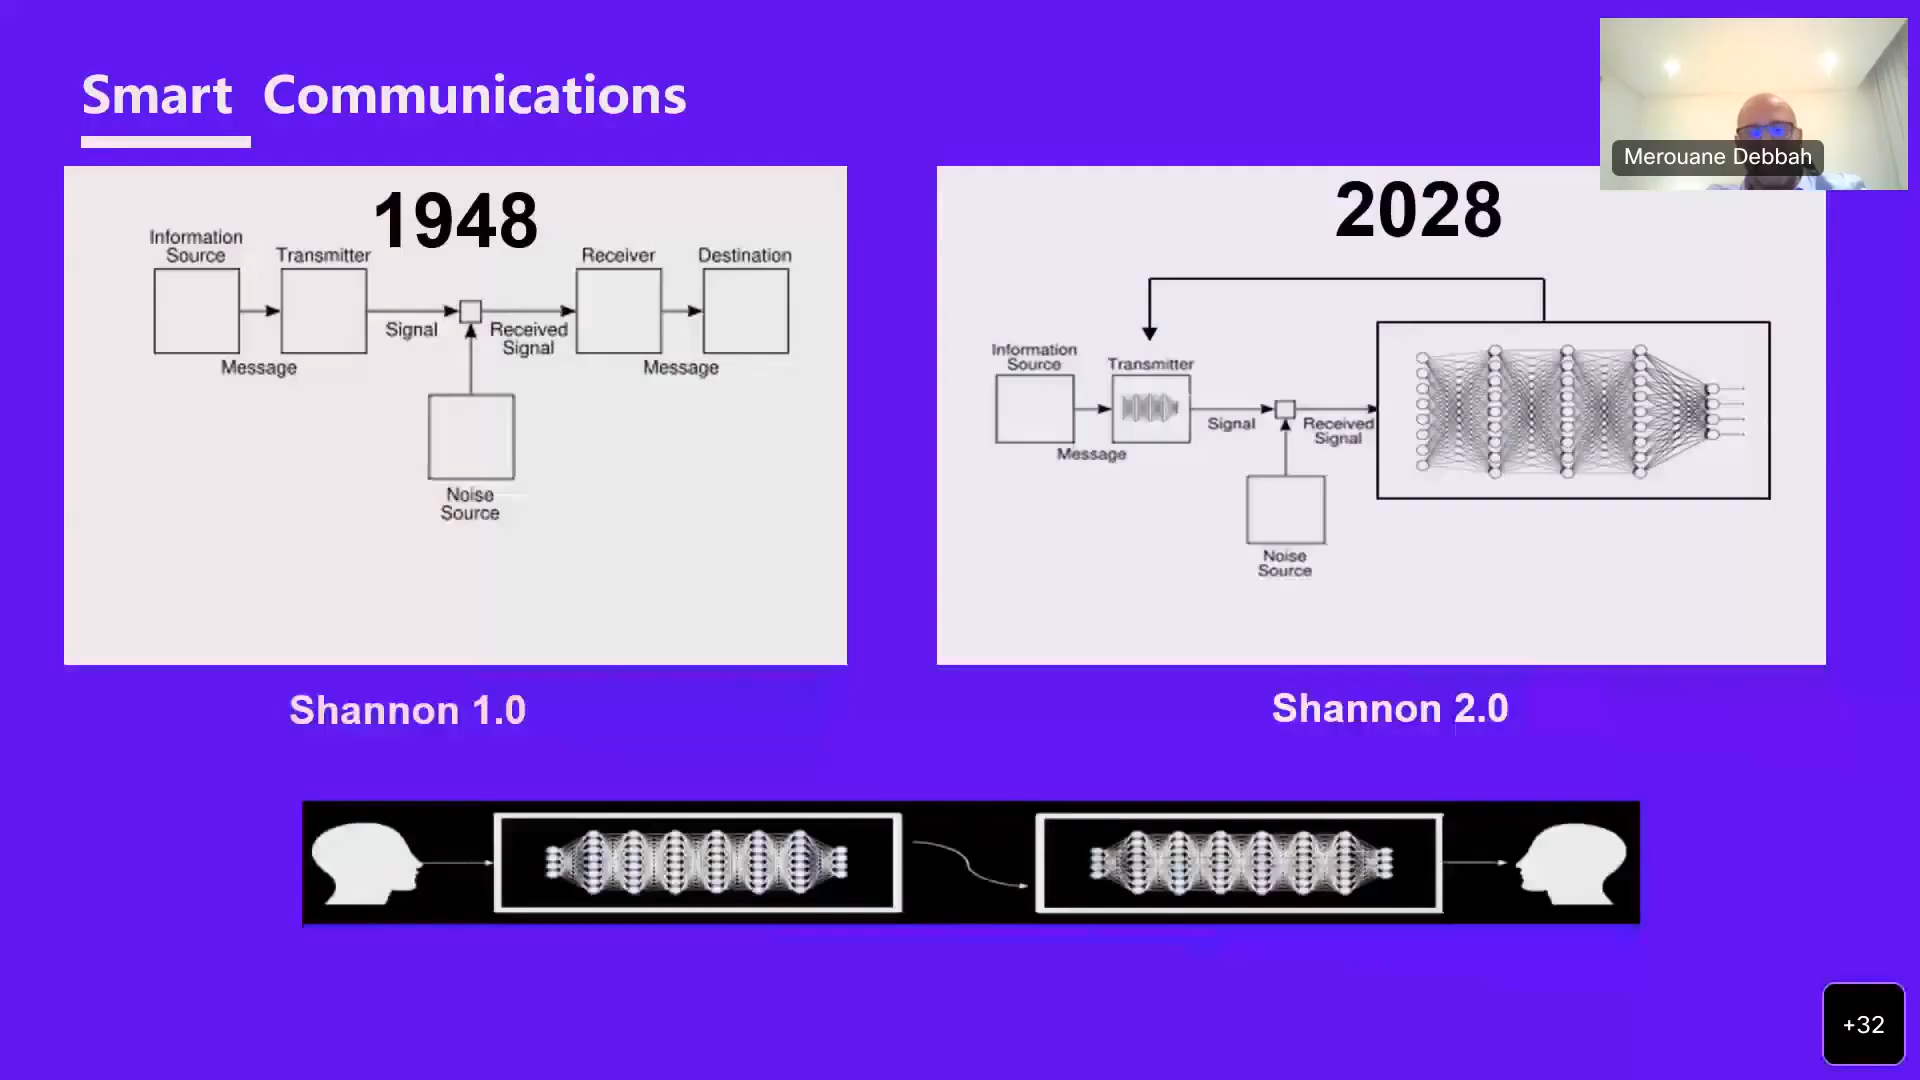 Smart Communications
Merouane Debbah
1948
Information
Source
Transmitter
Receiver
Destination
Signal
Received
Signal
Message
Message
Noise
Source
2028
Information
Source
Transmitter
Signal
Received
Signal
Message
Noise
Source
Shannon 1.0
Shannon 2.0
+32